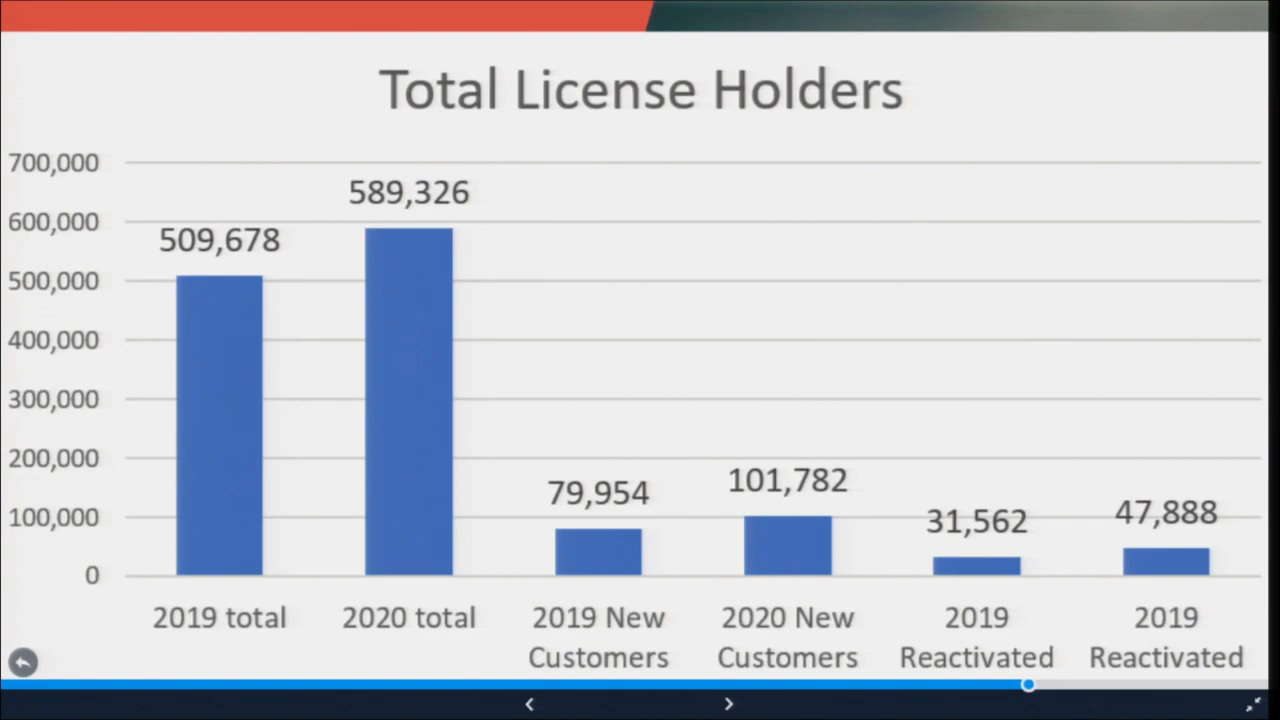 Total License Holders
700,000
600,000
500,000
400,000
300,000
200,000
100,000
0
509,678
589,326
79,954
101,782
31,562
47,888
2019 total
2020 total
2019 New
Customers
2020 New
Customers
2019
Reactivated
2019
Reactivated